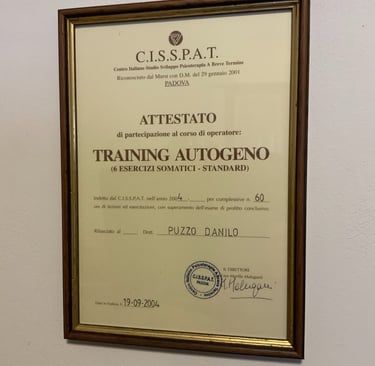 C.I.S.S.P.A.T.
Centro Italiano Studio Sviluppo Psicoterapia A Breve Termine
Riconosciuto dal Murst con D.M. del 29 gennaio 2001
PADOVA
ATTESTATO
di partecipazione al corso di operatore:
TRAINING AUTOGENO
(6 ESERCIZI SOMATICI - STANDARD)
indetto dal C.I.S.S.P.A.T. nell'anno 2004 per complessive n. 60
ore di lezioni ed esercitazioni, con superamento dell'esame di profitto conclusivo.
Rilasciato al Dott. PUZZO DANILO
IL DIRETTORE
C.I.S.S.P.A.T.
PADOVA
19-09-2004